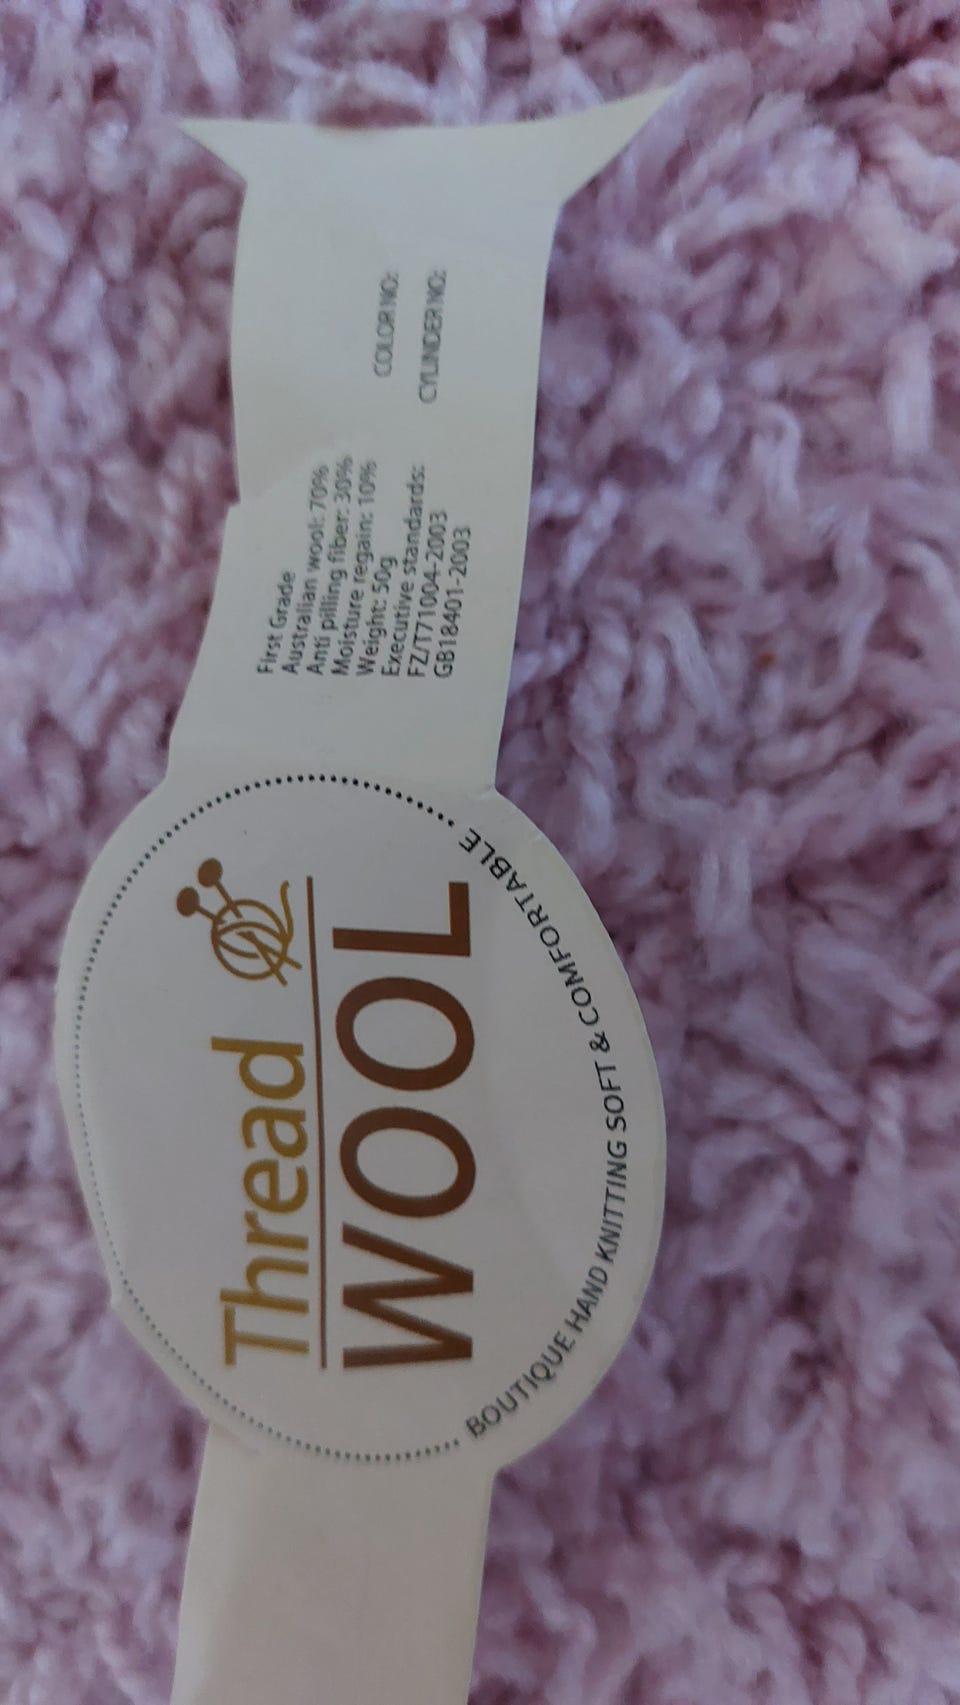 Thread
WOOL
BOUTIQUE HAND KNITTING SOFT & COMFORTABLE
First Grade
Australian wool: 70%
Anti pilling fiber: 30%
Moisture regain: 10%
Weight: 50g
Executive standards:
FZ/T71004-2003
GB18401-2003
COLOR NO:
CYLINDER NO: